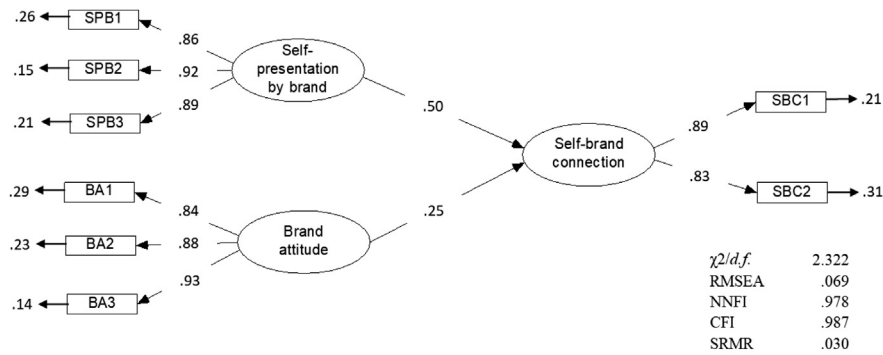 .26
SPB1
.86
.15
SPB2
.92
.21
SPB3
.89
Self-
presentation
by brand
.50
.29
BA1
.84
.23
BA2
.88
.14
BA3
.93
Brand
attitude
.25
Self-brand
connection
.89
SBC1
.21
.83
SBC2
.31
χ2/d.f. 2.322
RMSEA .069
NNFI .978
CFI .987
SRMR .030